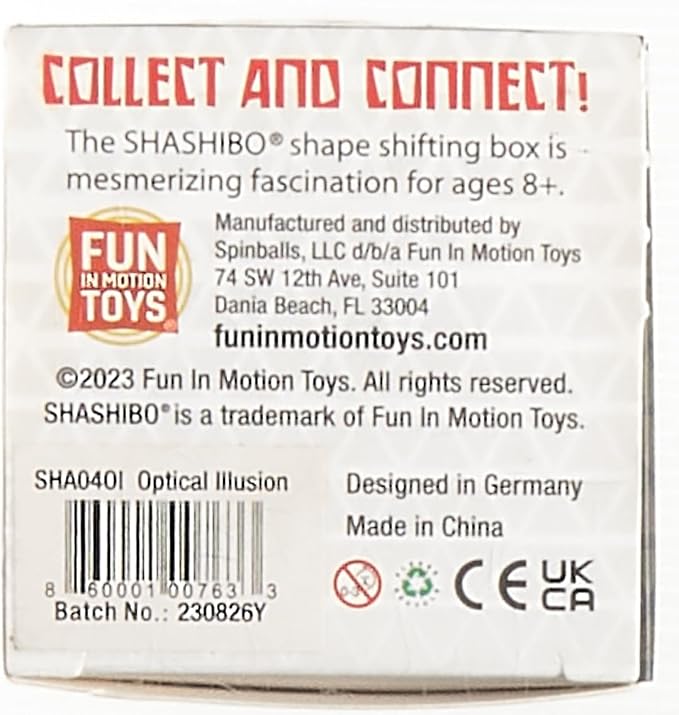 COLLECT AND CONNECT!
The SHASHIBO® shape shifting box is
mesmerizing fascination for ages 8+.
FUN
IN MOTION
TOYS
Manufactured and distributed by
Spinballs, LLC d/b/a Fun In Motion Toys
74 SW 12th Ave, Suite 101
Dania Beach, FL 33004
funinmotiontoys.com
©2023 Fun In Motion Toys. All rights reserved.
SHASHIBO® is a trademark of Fun In Motion Toys.
SHA04OI Optical Illusion
8 60001 00763 3
Batch No.: 230826Y
Designed in Germany
Made in China
0-3
CE
UK
CA